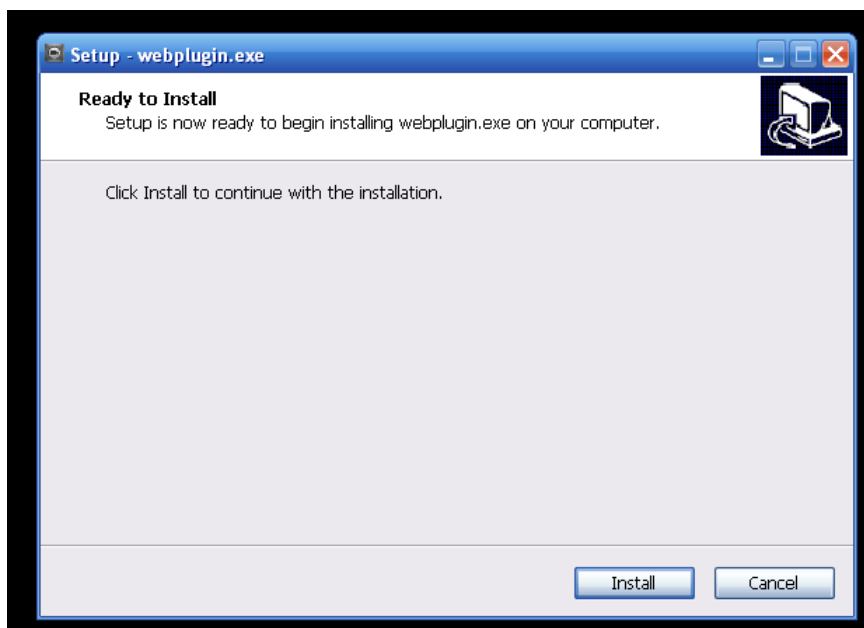 Setup - webplugin.exe
Ready to Install
Setup is now ready to begin installing webplugin.exe on your computer.
Click Install to continue with the installation.
Install
Cancel